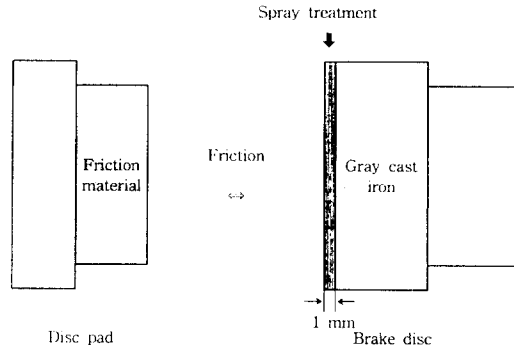 Spray treatment
Friction
material
Friction
⇔
Gray cast
iron
1 mm
Disc pad
Brake disc